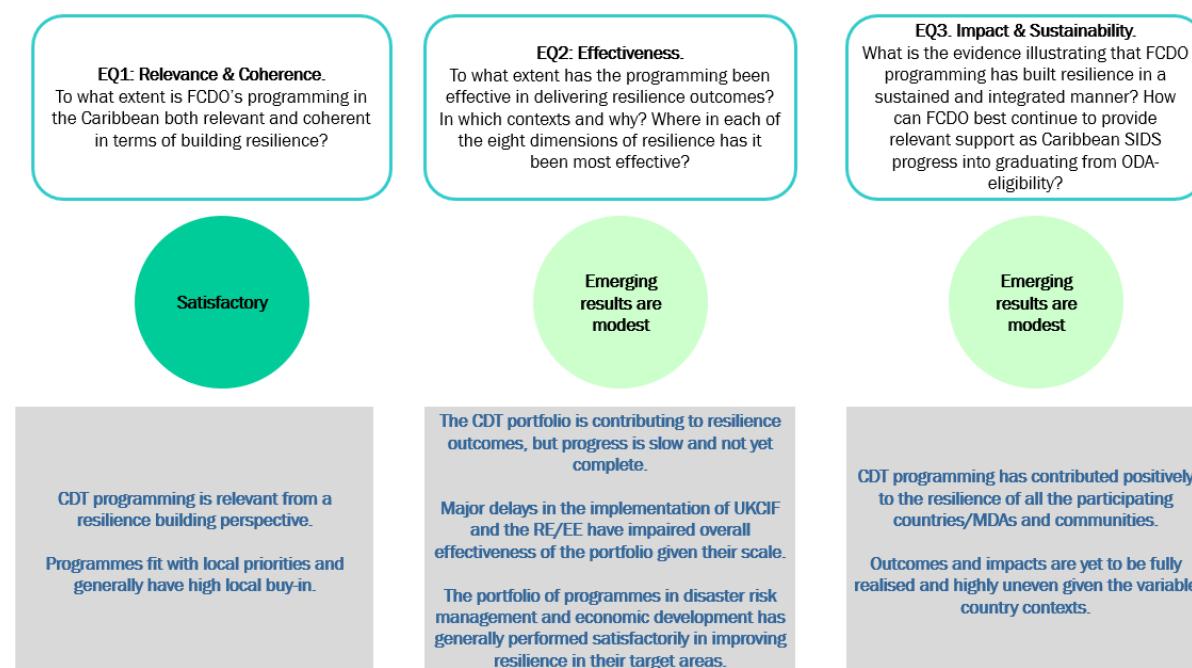 EQ1: Relevance & Coherence.
To what extent is FCDO's programming in
the Caribbean both relevant and coherent
in terms of building resilience?
EQ2: Effectiveness.
To what extent has the programming been
effective in delivering resilience outcomes?
In which contexts and why? Where in each of
the eight dimensions of resilience has it
been most effective?
EQ3. Impact & Sustainability.
What is the evidence illustrating that FCDO
programming has built resilience in a
sustained and integrated manner? How
can FCDO best continue to provide
relevant support as Caribbean SIDS
progress into graduating from ODA-
eligibility?
Satisfactory
Emerging
results are
modest
Emerging
results are
modest
CDT programming is relevant from a
resilience building perspective.
Programmes fit with local priorities and
generally have high local buy-in.
The CDT portfolio is contributing to resilience
outcomes, but progress is slow and not yet
complete.
Major delays in the implementation of UKCIF
and the RE/EE have impaired overall
effectiveness of the portfolio given their scale.
The portfolio of programmes in disaster risk
management and economic development has
generally performed satisfactorily in improving
resilience in their target areas.
CDT programming has contributed positively
to the resilience of all the participating
countries/MDAs and communities.
Outcomes and impacts are yet to be fully
realised and highly uneven given the variable
country contexts.